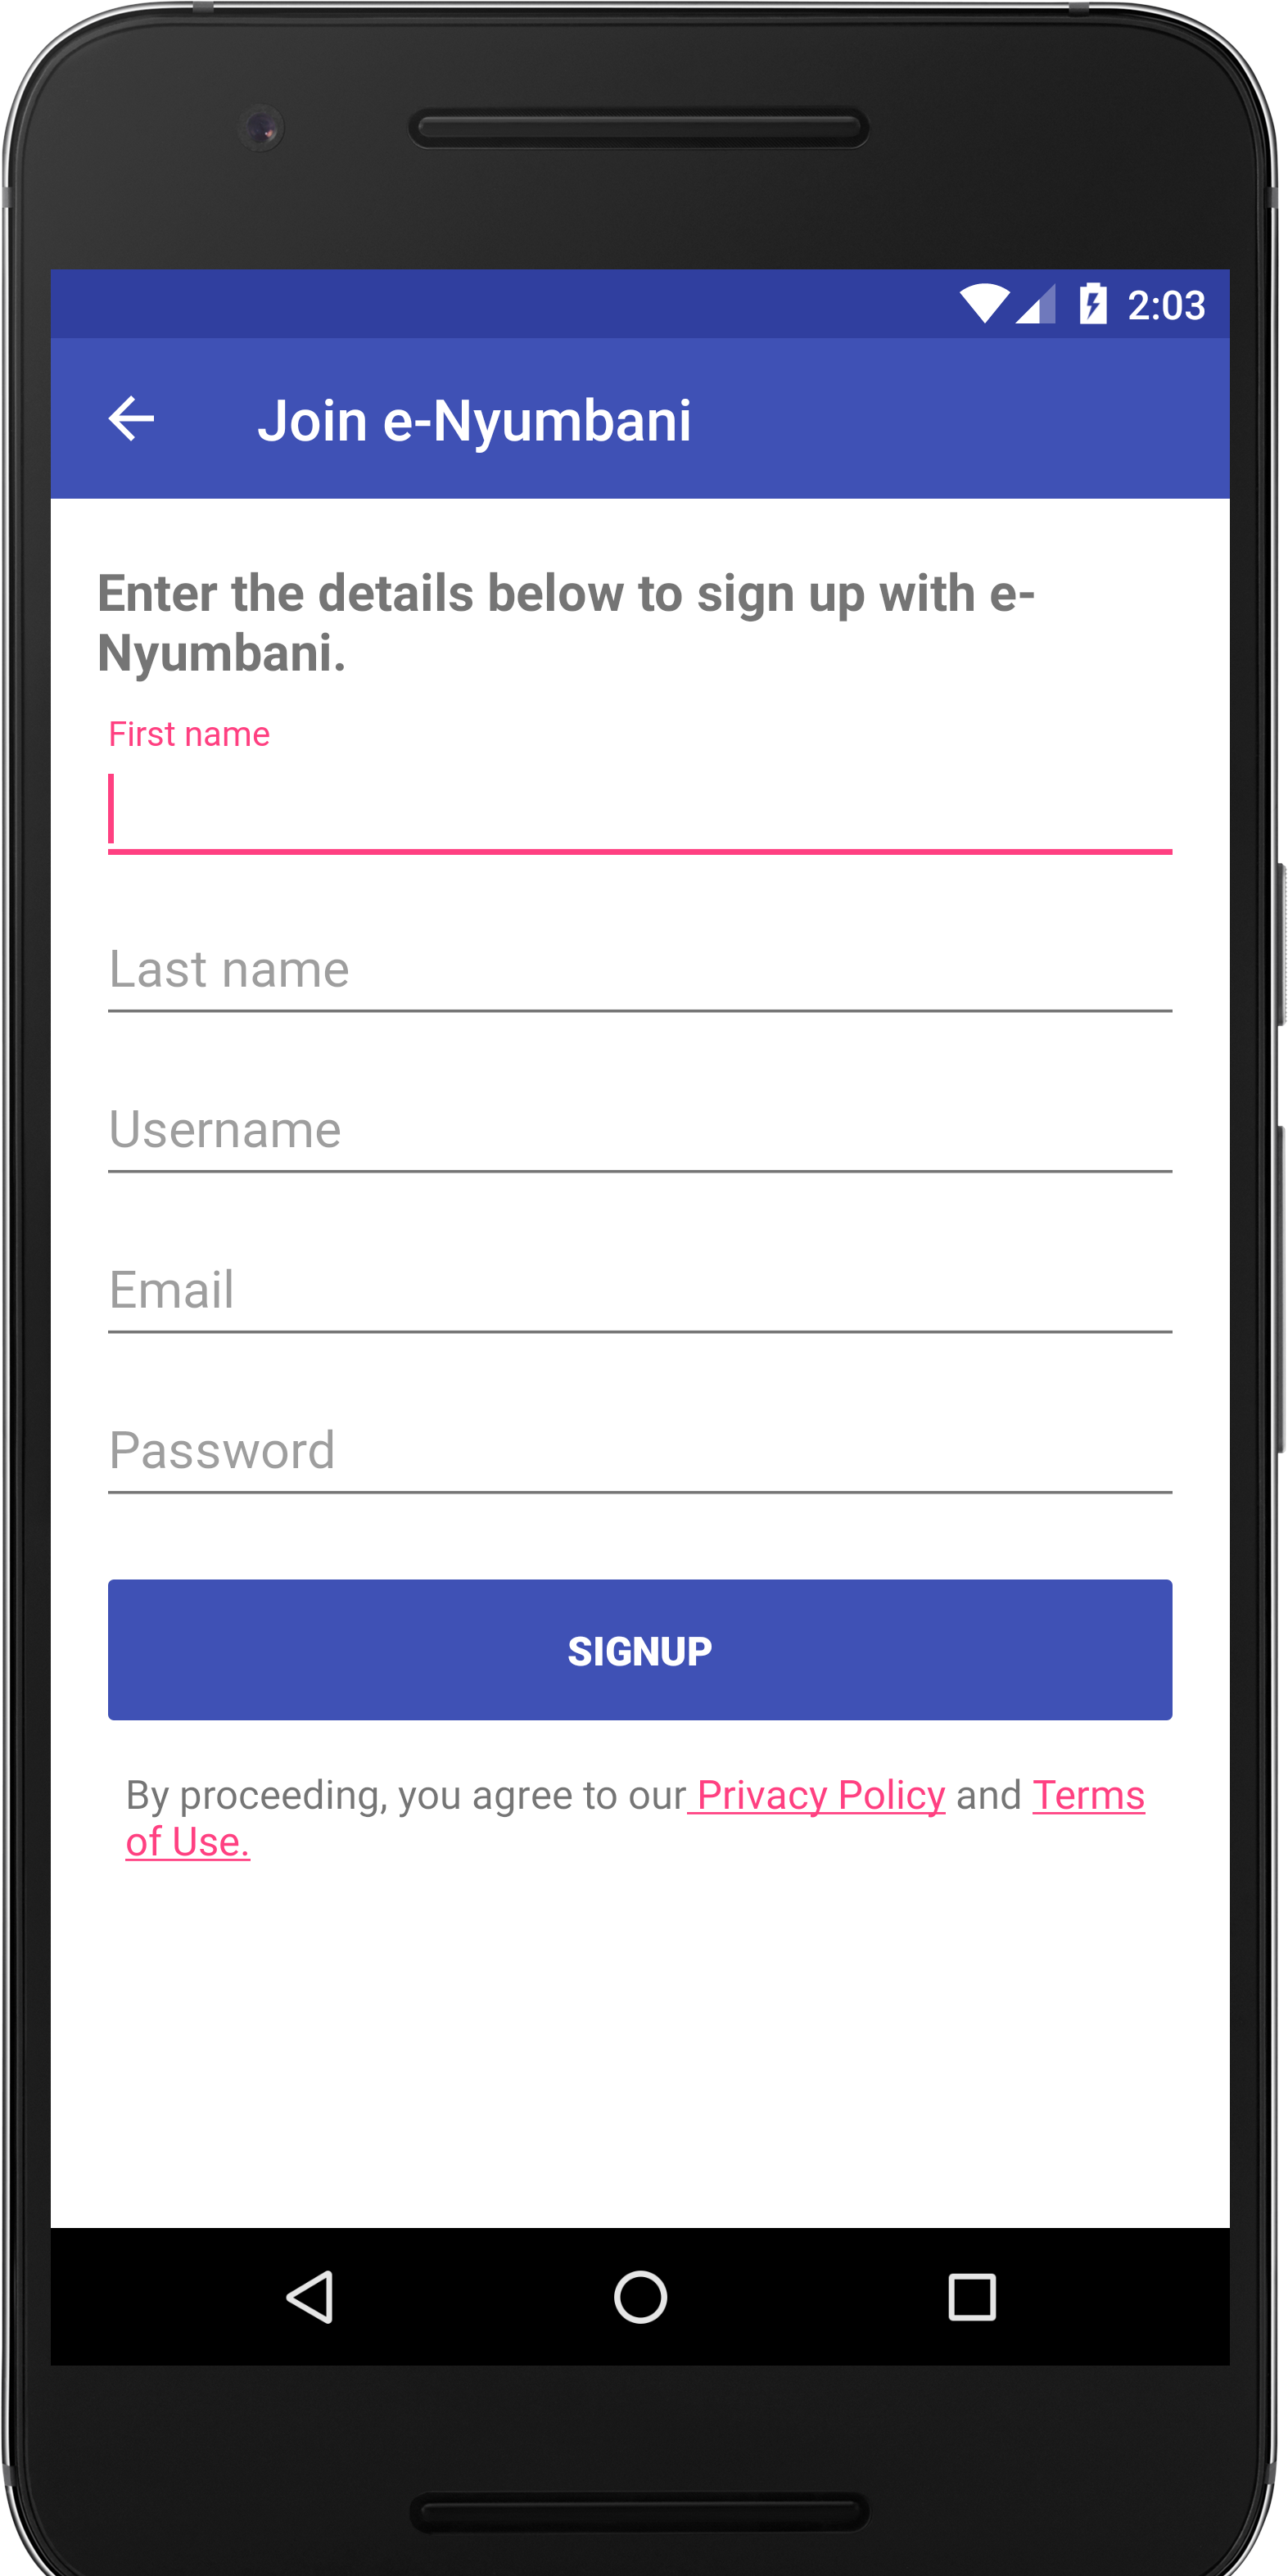 2:03
Join e-Nyumbani
Enter the details below to sign up with e-
Nyumbani.
First name
Last name
Username
Email
Password
SIGNUP
By proceeding, you agree to our Privacy Policy and Terms
of Use.